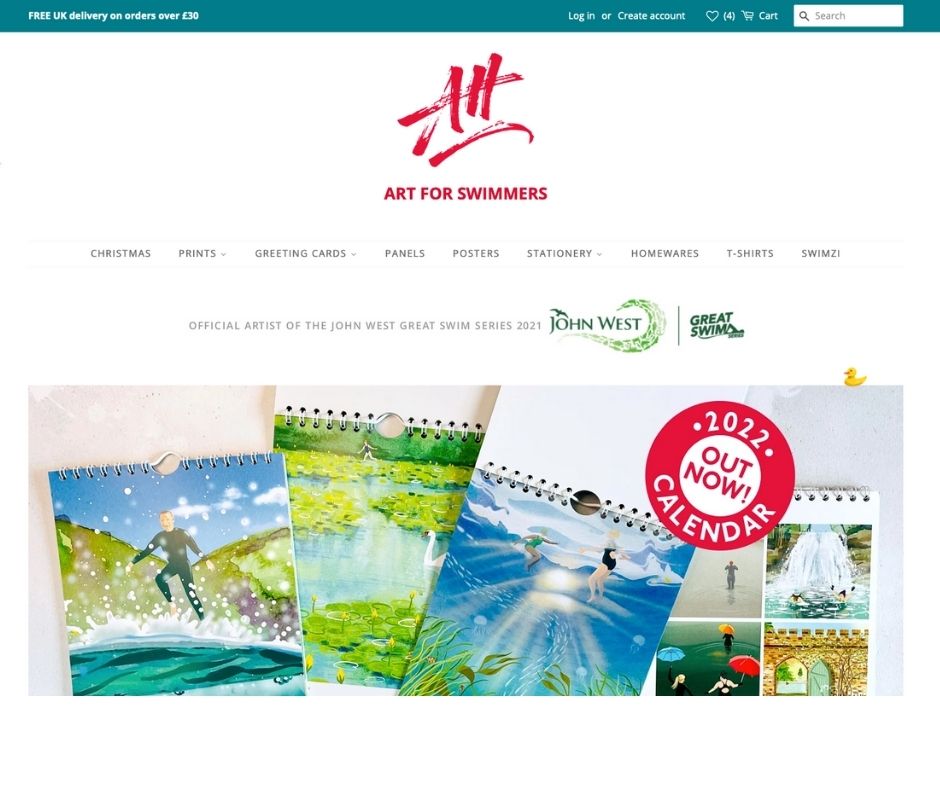 FREE UK delivery on orders over £30
Log in or Create account (4) Cart Search
ART FOR SWIMMERS
CHRISTMAS PRINTS GREETING CARDS PANELS POSTERS STATIONERY HOMEWARES T-SHIRTS SWIMZI
OFFICIAL ARTIST OF THE JOHN WEST GREAT SWIM SERIES 2021
JOHN WEST
GREAT
SWIM
SERIES
2022
OUT
NOW!
CALENDAR